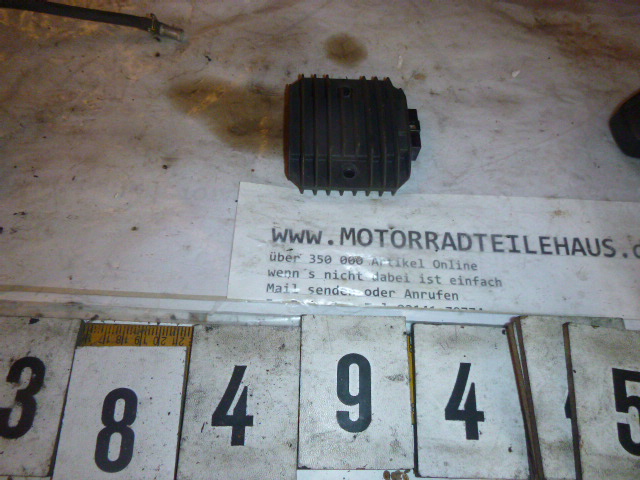 www.MOTORRADTEILEHAUS.
über 350 000 Artikel Online
wenn's nicht dabei ist einfach
Mail senden oder Anrufen
3 8 4 9 4 5